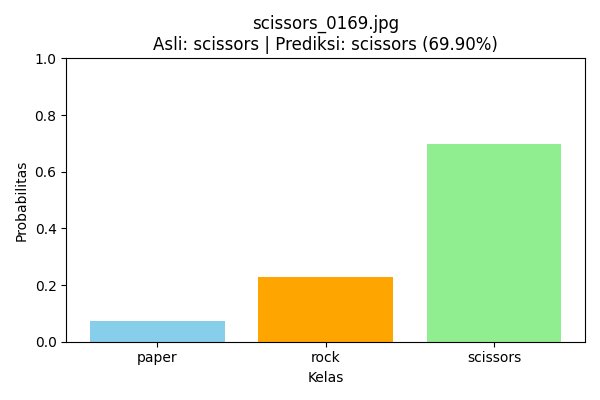 scissors_0169.jpg
Asli: scissors | Prediksi: scissors (69.90%)
1.0
0.8
0.6
0.4
0.2
0.0
Probabilitas
paper
rock
scissors
Kelas